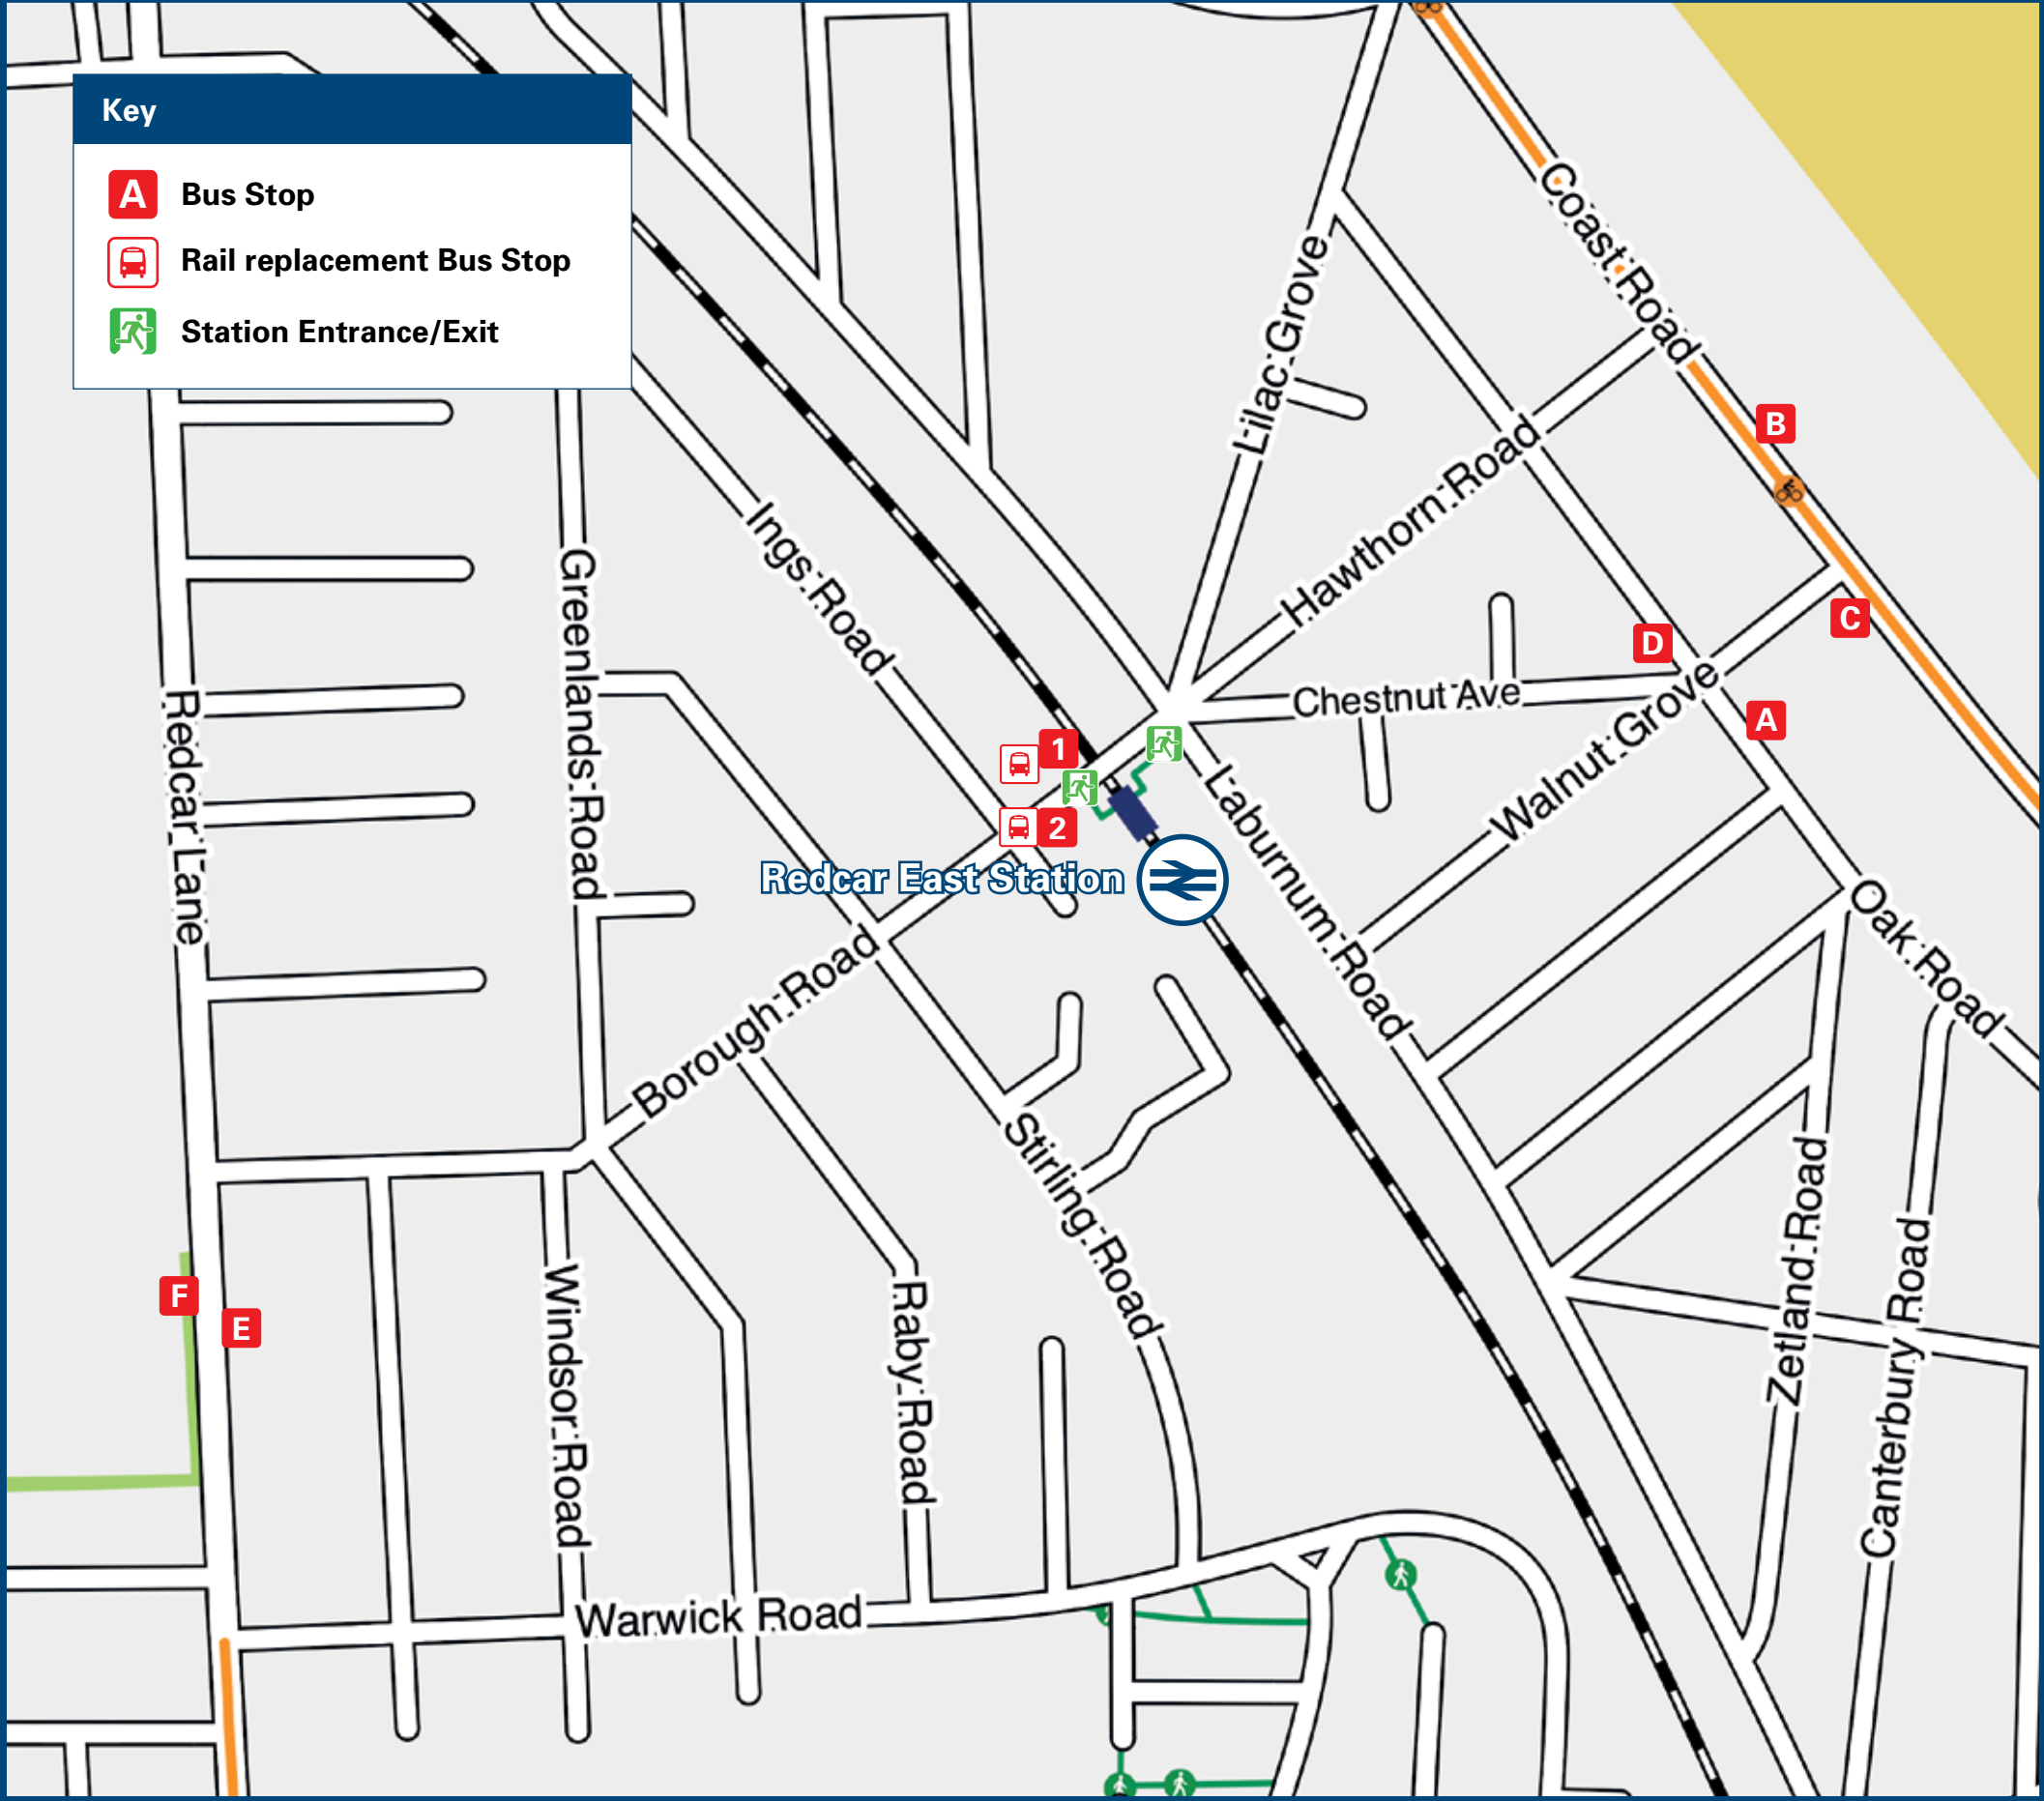 Key
A Bus Stop
Rail replacement Bus Stop
Station Entrance/Exit
Coast Road
Lilac Grove
B
Hawthorn Road
Ings Road
Greenlands Road
C
D
Redcar Lane
Chestnut Ave
A
Walnut Grove
1
2
Redcar East Station
Laburnum Road
Oak Road
Borough Road
Stirling Road
Zetland Road
Canterbury Road
F
E
Windsor Road
Raby Road
Warwick Road